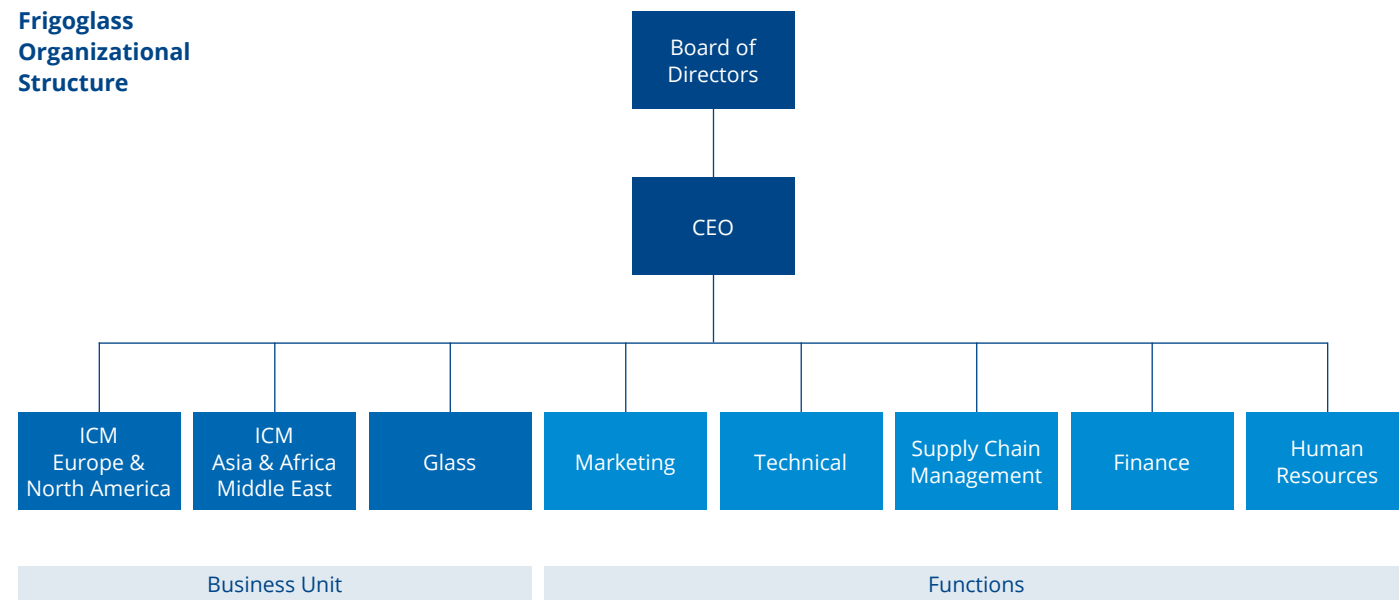 Frigoglass
Organizational
Structure
Board of
Directors
CEO
ICM
Europe &
North America
ICM
Asia & Africa
Middle East
Glass
Marketing
Technical
Supply Chain
Management
Finance
Human
Resources
Business Unit
Functions